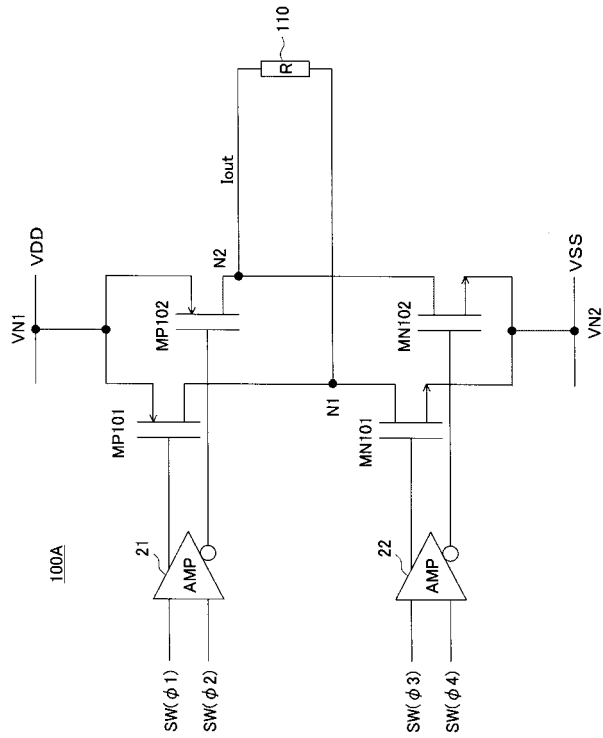 100A
VN1
VDD
MP101
MP102
N2
Iout
R
110
21
AMP
SW(φ1)
SW(φ2)
N1
MN101
MN102
22
AMP
SW(φ3)
SW(φ4)
VSS
VN2